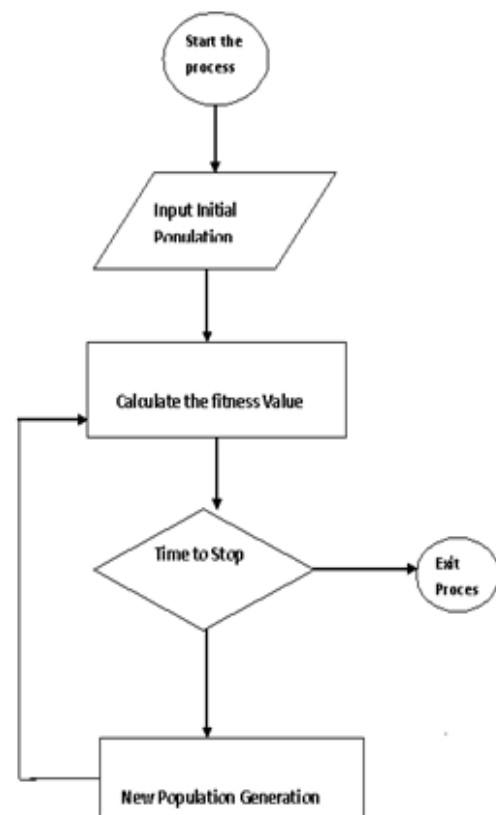 Start the
process
Input Initial
Population
Calculate the fitness Value
Time to Stop
Exit
Proces
New Population Generation